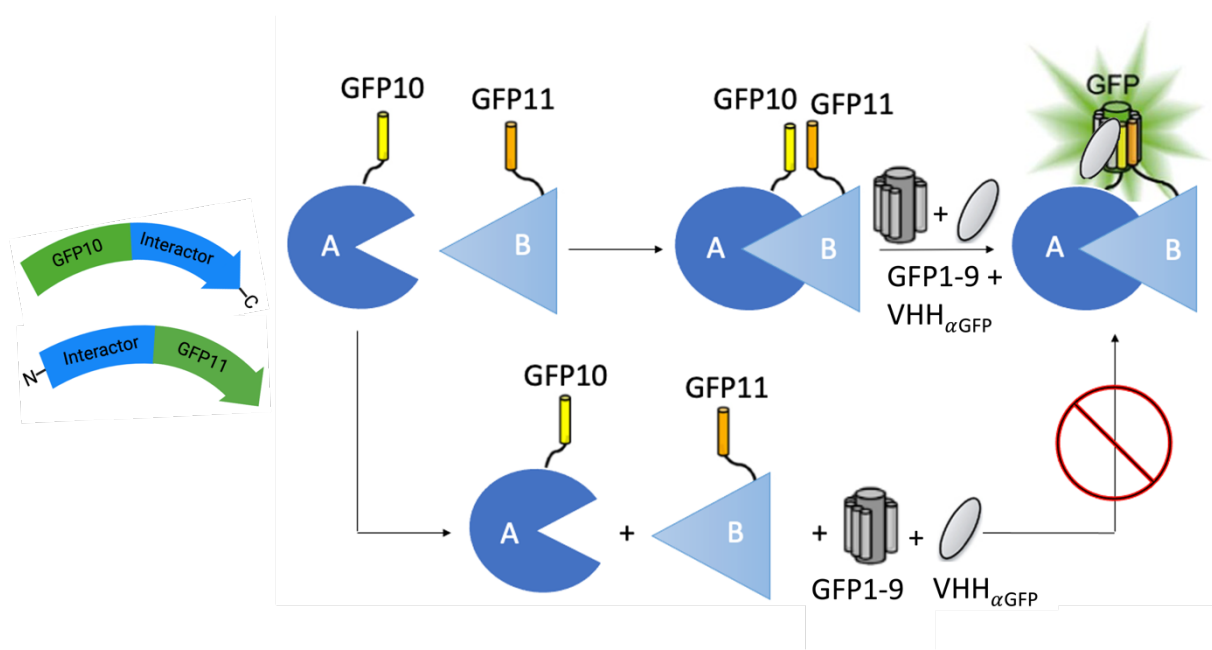 GFP10
Interactor
C
N
Interactor
GFP11
GFP10
GFP11
A
B
GFP10
GFP11
A
B
+
GFP1-9 +
VHHαGFP
GFP
A
B
GFP10
GFP11
A
+
B
+
+
GFP1-9
VHHαGFP